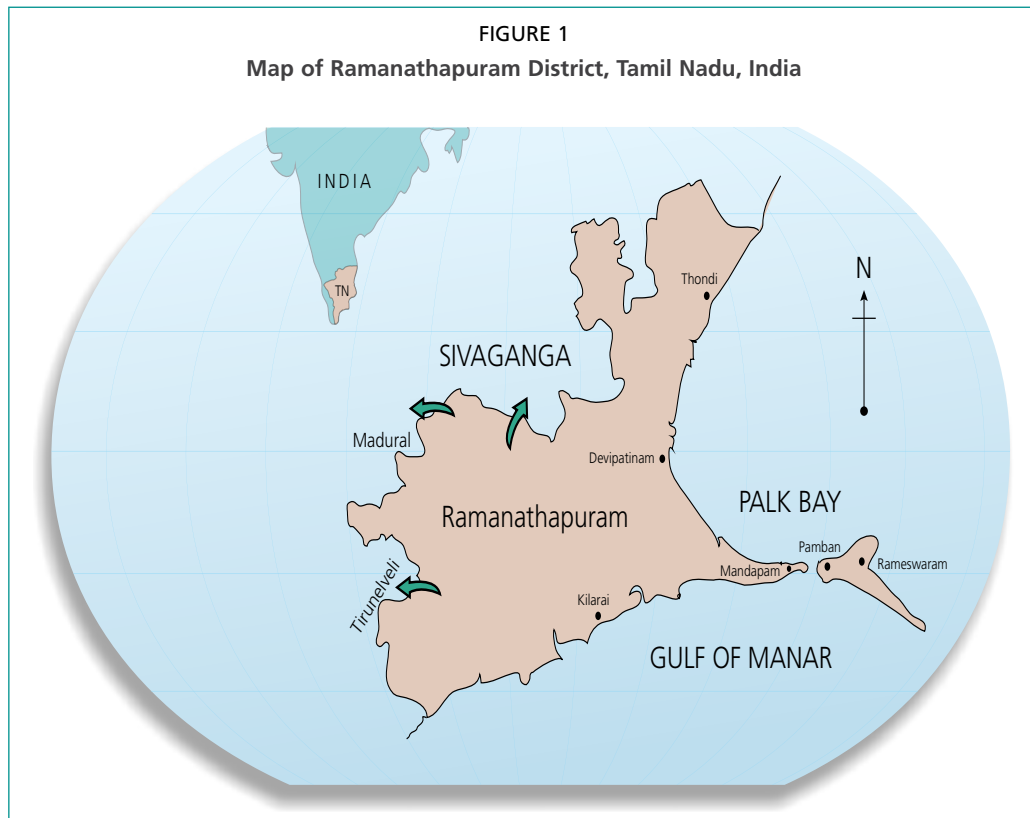 FIGURE 1
Map of Ramanathapuram District, Tamil Nadu, India
INDIA
TN
N
Thondi
SIVAGANGA
Madural
Devipatinam
Ramanathapuram
PALK BAY
Pamban
Rameswaram
Mandapam
Tirunelveli
Kilarai
GULF OF MANAR